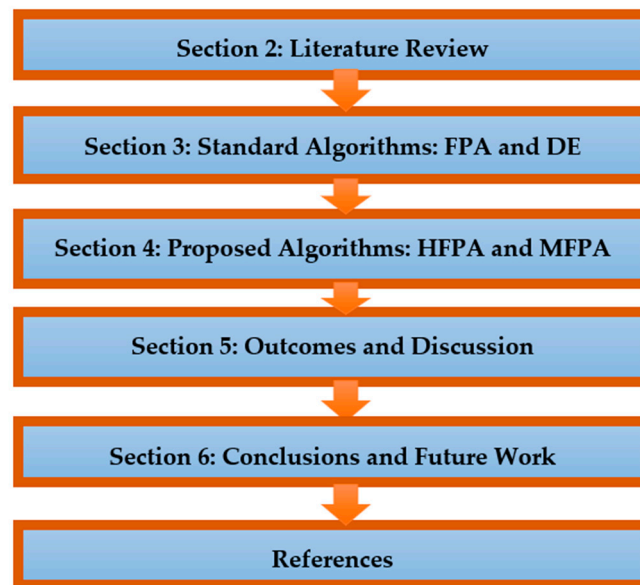 Section 2: Literature Review
Section 3: Standard Algorithms: FPA and DE
Section 4: Proposed Algorithms: HFPA and MFPA
Section 5: Outcomes and Discussion
Section 6: Conclusions and Future Work
References